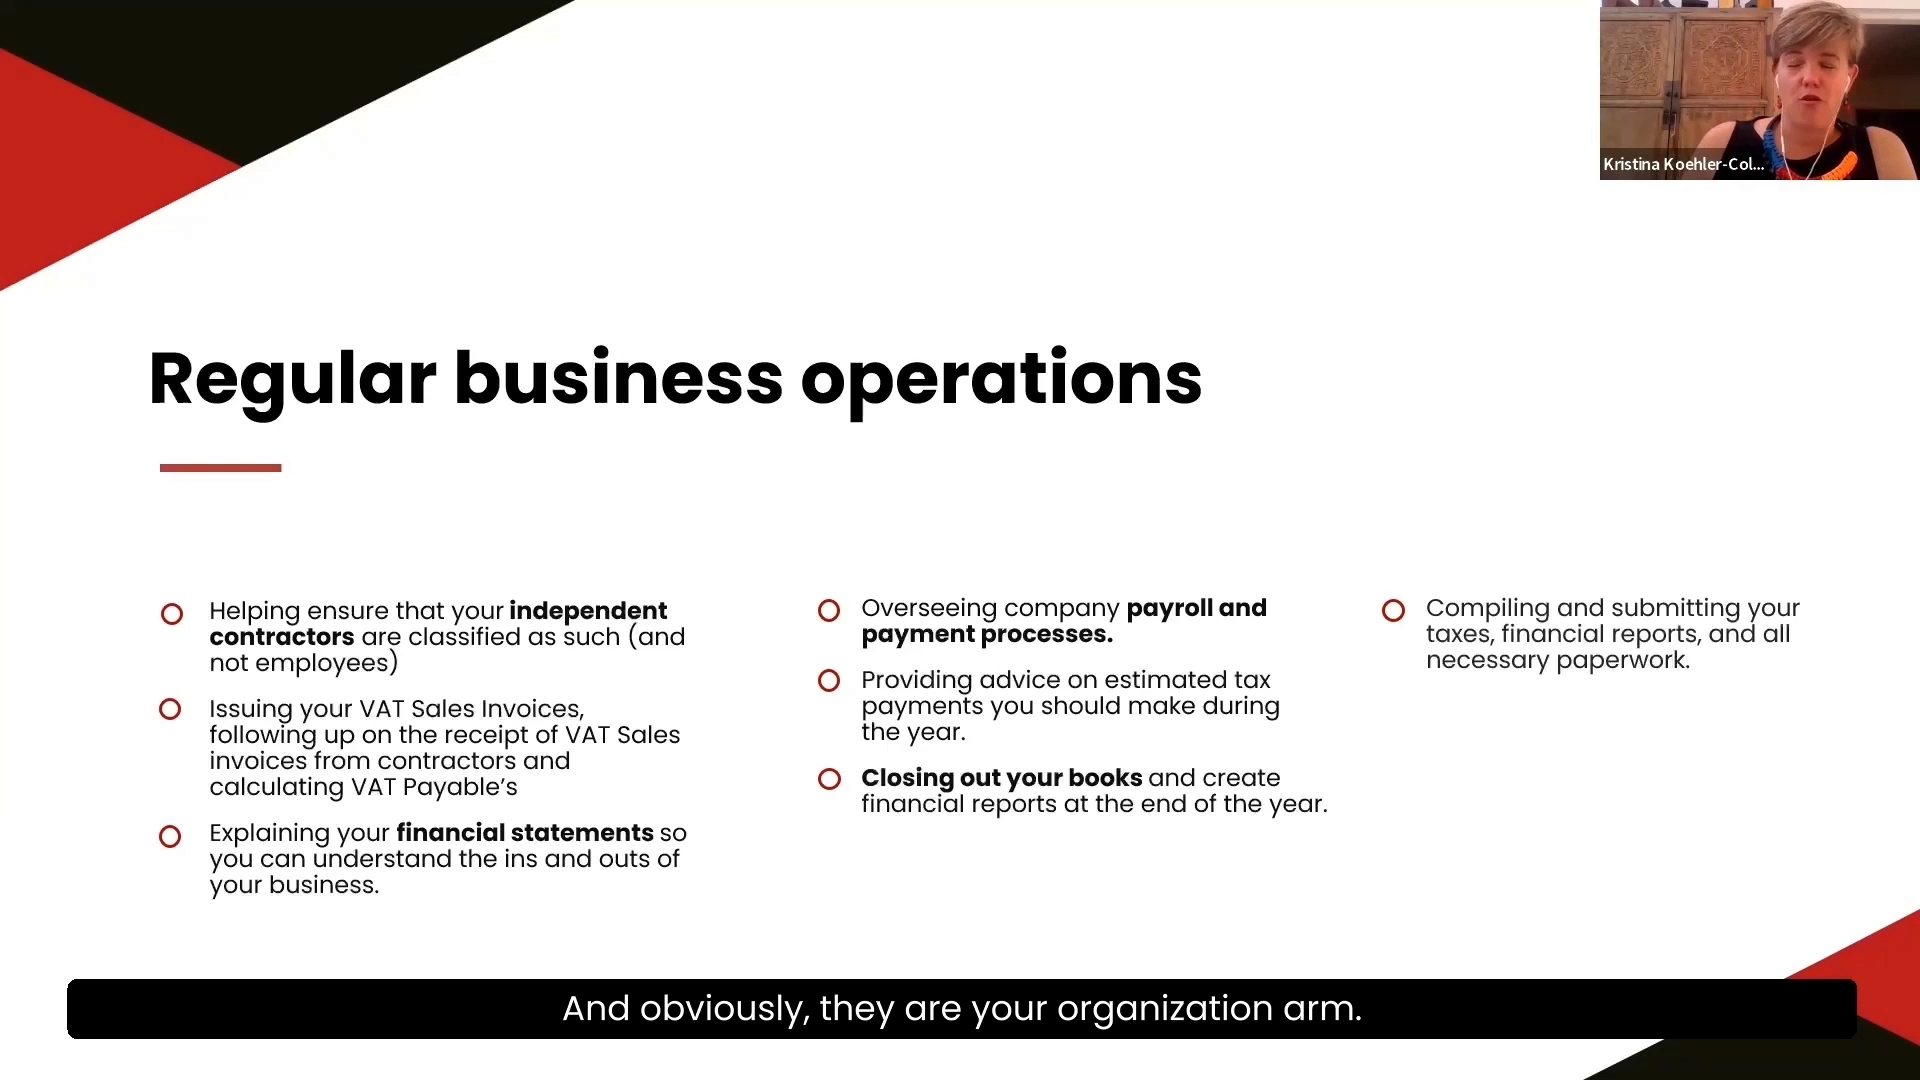 Kristina Koehler-Col...
Regular business operations
Helping ensure that your independent
contractors are classified as such (and
not employees)
Issuing your VAT Sales Invoices,
following up on the receipt of VAT Sales
invoices from contractors and
calculating VAT Payable’s
Explaining your financial statements so
you can understand the ins and outs of
your business.
Overseeing company payroll and
payment processes.
Providing advice on estimated tax
payments you should make during
the year.
Closing out your books and create
financial reports at the end of the year.
Compiling and submitting your
taxes, financial reports, and all
necessary paperwork.
And obviously, they are your organization arm.